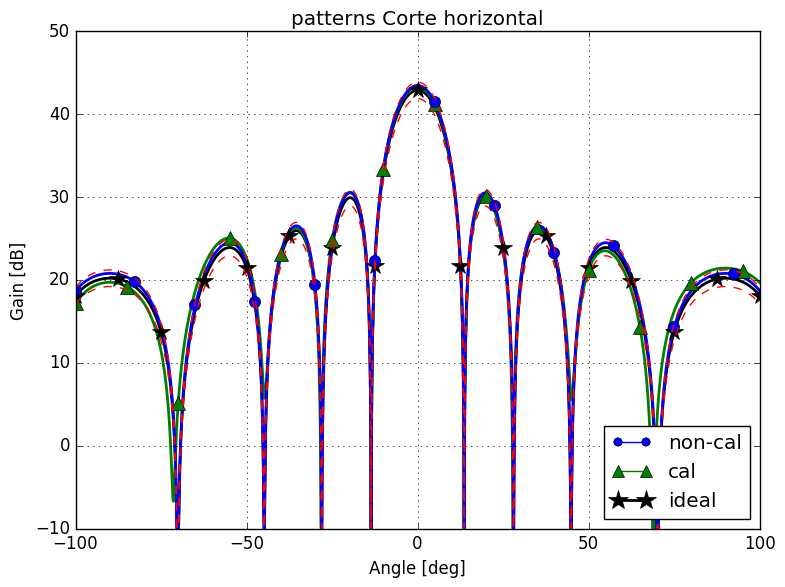 patterns Corte horizontal
50
40
30
20
10
0
−10
Gain [dB]
−100
−50
0
50
100
Angle [deg]
non-cal
cal
ideal